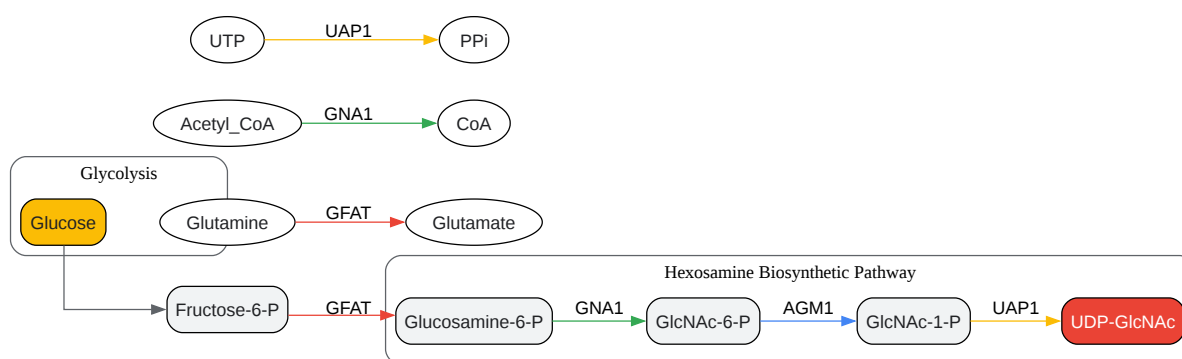 UTP
UAP1
PPi
Acetyl_CoA
GNA1
CoA
Glycolysis
Glucose
Glutamine
GFAT
Glutamate
Hexosamine Biosynthetic Pathway
Fructose-6-P
GFAT
Glucosamine-6-P
GNA1
GlcNAc-6-P
AGM1
GlcNAc-1-P
UAP1
UDP-GlcNAc